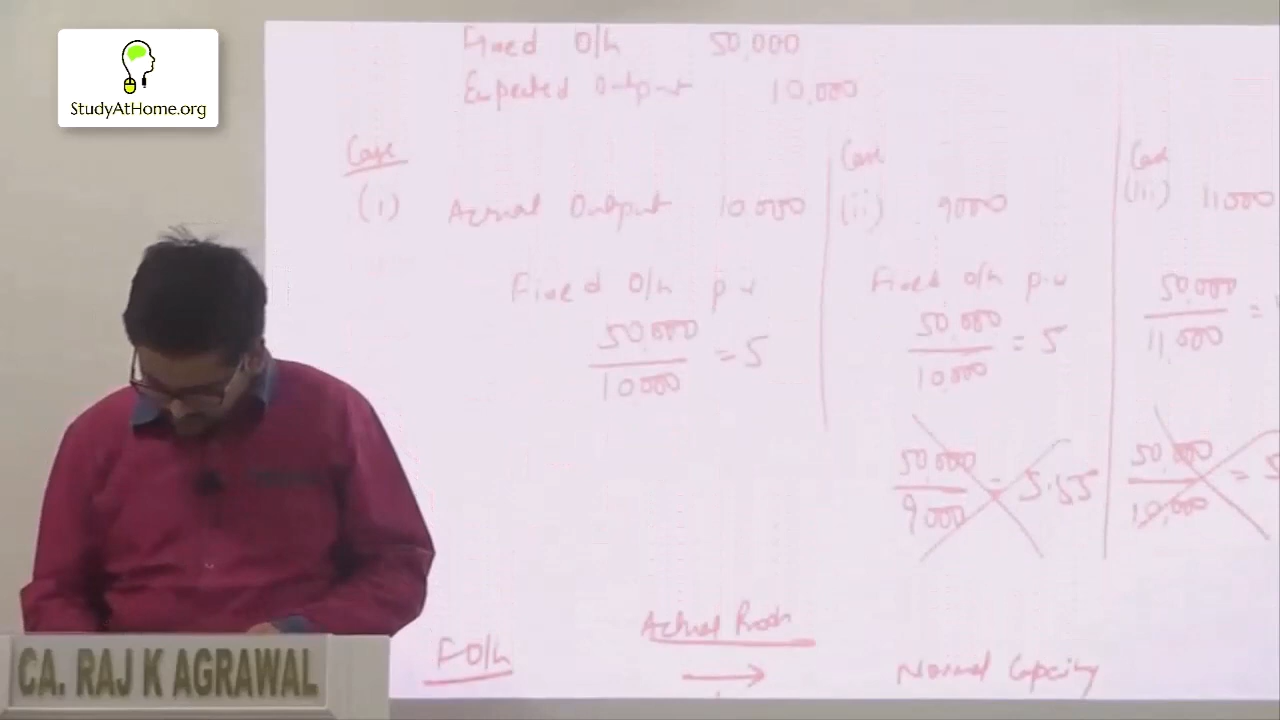 StudyAtHome.org
Fixed O/h 50,000
Expected Output 10,000
Case
(i) Actual Output 10,000
Fixed O/h p.u
50,000
10000
= 5
Case
(ii) 9000
Fixed O/h p.u
50,000
10,000
= 5
50,000
9000
= 5.55
Case
(iii) 11000
50,000
11,000
=
50,000
10,000
= 5
F O/h
Actual Prodn
→
Normal Capacity
CA. RAJ K AGRAWAL